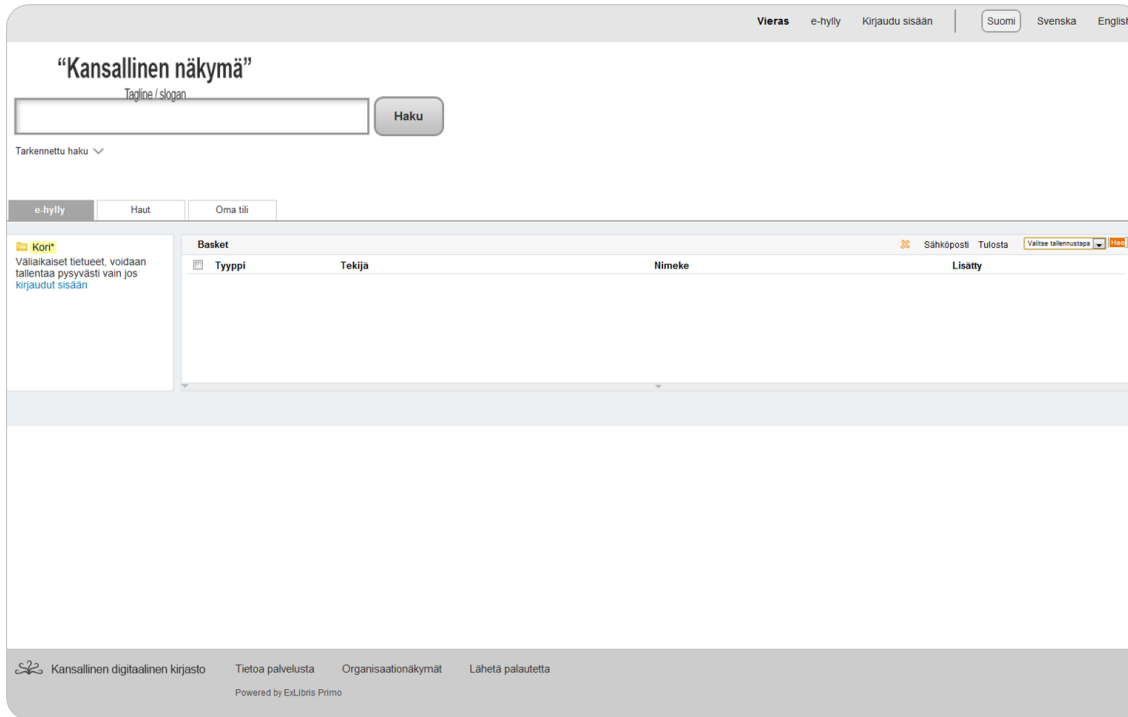 Vieras e-hylly Kirjaudu sisään Suomi Svenska English
“Kansallinen näkymä”
Tagline / slogan
Haku
Tarkennettu haku
e-hylly Haut Oma tili
Kori*
Väliaikaiset tietueet, voidaan
tallentaa pysyvästi vain jos
kirjaudut sisään
Basket Sähköposti Tulosta Valitse tallennustapa Hae
Tyyppi Tekijä Nimeke Lisätty
Kansallinen digitaalinen kirjasto Tietoa palvelusta Organisaationäkymät Lähetä palautetta
Powered by ExLibris Primo